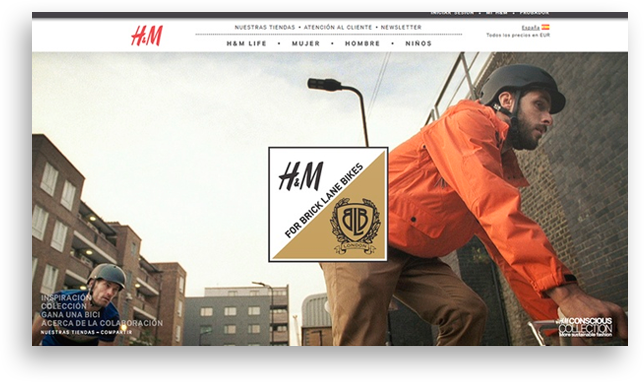 INICIAR SESIÓN • MI H&M • PROBADOR
H&M
NUESTRAS TIENDAS • ATENCIÓN AL CLIENTE • NEWSLETTER
España
Todos los precios en EUR
H&M LIFE • MUJER • HOMBRE • NIÑOS
H&M
FOR BRICK LANE BIKES
BLB
LONDON
INSPIRACIÓN
COLECCIÓN
GANA UNA BICI
ACERCA DE LA COLABORACIÓN
NUESTRAS TIENDAS • COMPARTIR
H&M CONSCIOUS
COLLECTION
More sustainable fashion